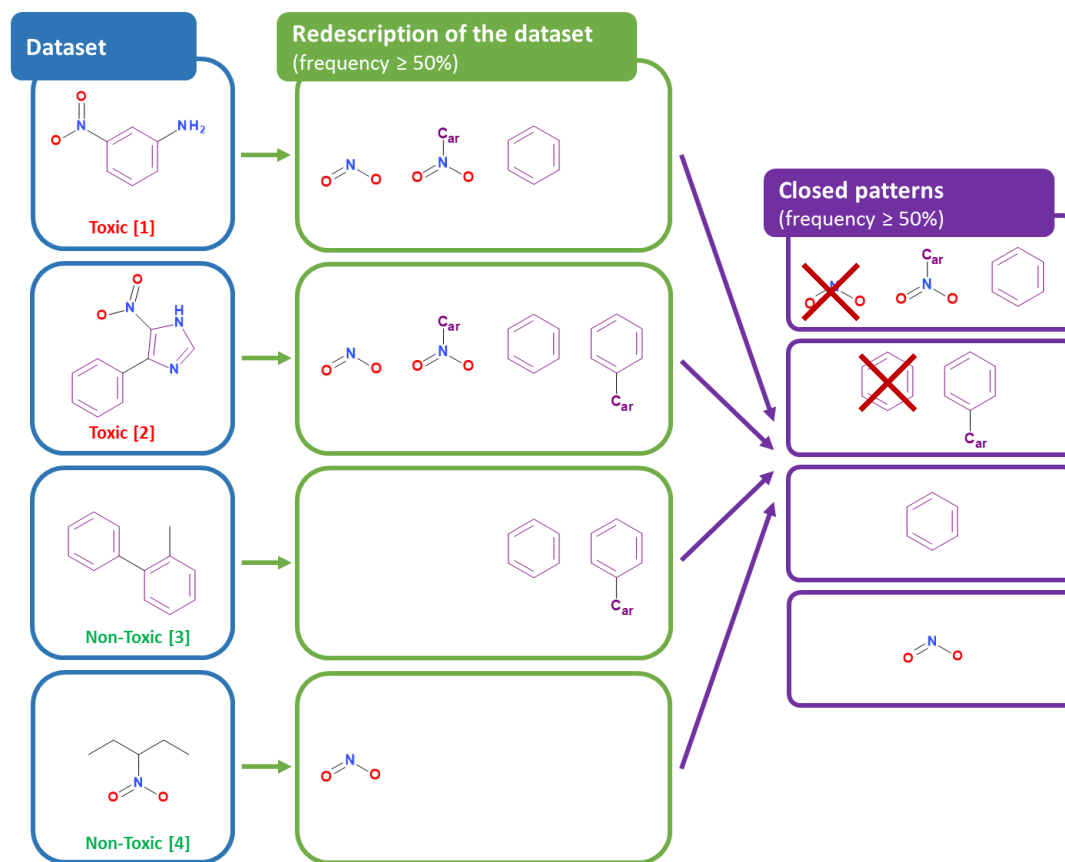 Dataset
Redescription of the dataset
(frequency ≥ 50%)
O
N
O
NH2
Toxic [1]
N
O
O
Car
N
O
O
Closed patterns
(frequency ≥ 50%)
N
O
O
Car
N
O
O
O
N
O
H
N
N
Toxic [2]
N
O
O
Car
N
O
O
Car
Car
Non-Toxic [3]
Car
N
O
O
N
O
O
Non-Toxic [4]
N
O
O